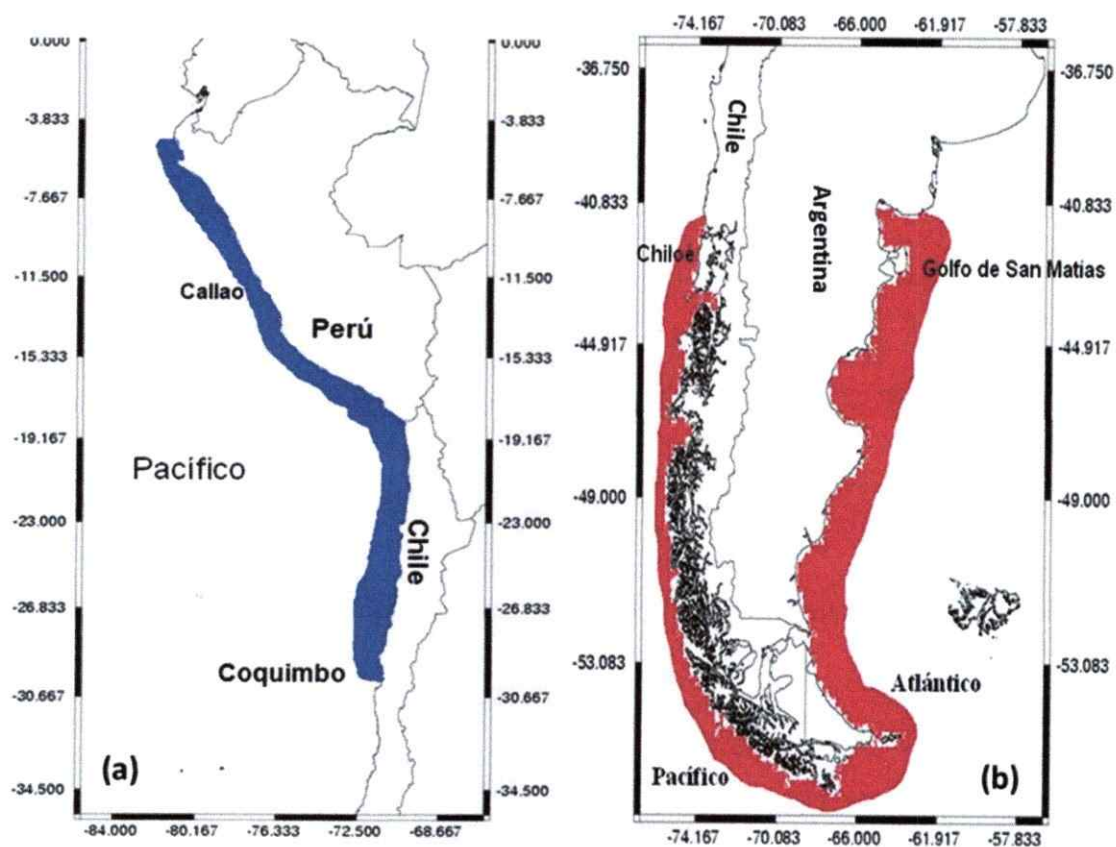 0.000
-3.833
-7.667
-11.500
-15.333
-19.167
-23.000
-26.833
-30.667
-34.500
0.000
-3.833
-7.667
-11.500
-15.333
-19.167
-23.000
-26.833
-30.667
-34.500
Callao
Perú
Pacífico
Chile
Coquimbo
(a)
-84.000 -80.167 -76.333 -72.500 -68.667
-74.167 -70.083 -66.000 -61.917 -57.833
-36.750
-40.833
-44.917
-49.000
-53.083
-36.750
-40.833
-44.917
-49.000
-53.083
Chile
Argentina
Chiloé
Golfo de San Matías
Atlántico
Pacífico
(b)
-74.167 -70.083 -66.000 -61.917 -57.833